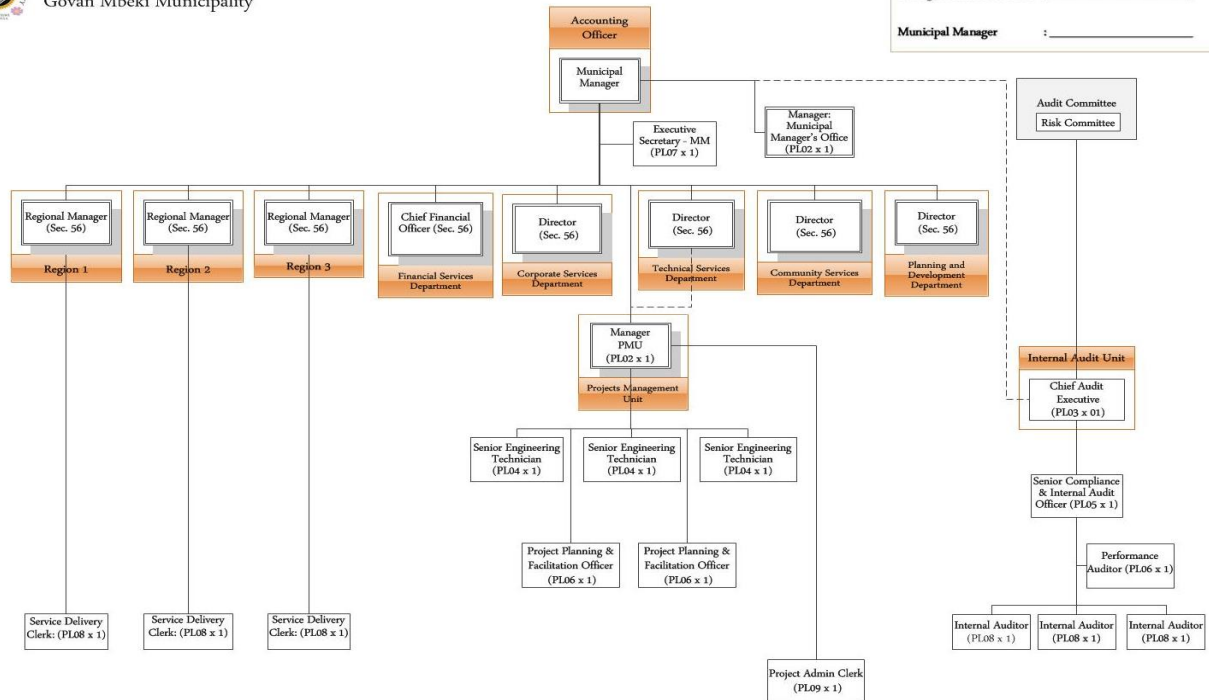 Govan Mbeki Municipality
Municipal Manager : 
Accounting
Officer
Municipal
Manager
Executive
Secretary - MM
(PL07 x 1)
Manager:
Municipal
Manager's Office
(PL02 x 1)
Audit Committee
Risk Committee
Regional Manager
(Sec. 56)
Region 1
Regional Manager
(Sec. 56)
Region 2
Regional Manager
(Sec. 56)
Region 3
Chief Financial
Officer (Sec. 56)
Financial Services
Department
Director
(Sec. 56)
Corporate Services
Department
Director
(Sec. 56)
Technical Services
Department
Director
(Sec. 56)
Community Services
Department
Director
(Sec. 56)
Planning and
Development
Department
Manager
PMU
(PL02 x 1)
Projects Management
Unit
Internal Audit Unit
Chief Audit
Executive
(PL03 x 01)
Senior Engineering
Technician
(PL04 x 1)
Senior Engineering
Technician
(PL04 x 1)
Senior Engineering
Technician
(PL04 x 1)
Senior Compliance
& Internal Audit
Officer (PL05 x 1)
Project Planning &
Facilitation Officer
(PL06 x 1)
Project Planning &
Facilitation Officer
(PL06 x 1)
Performance
Auditor (PL06 x 1)
Service Delivery
Clerk: (PL08 x 1)
Service Delivery
Clerk: (PL08 x 1)
Service Delivery
Clerk: (PL08 x 1)
Internal Auditor
(PL08 x 1)
Internal Auditor
(PL08 x 1)
Internal Auditor
(PL08 x 1)
Project Admin Clerk
(PL09 x 1)